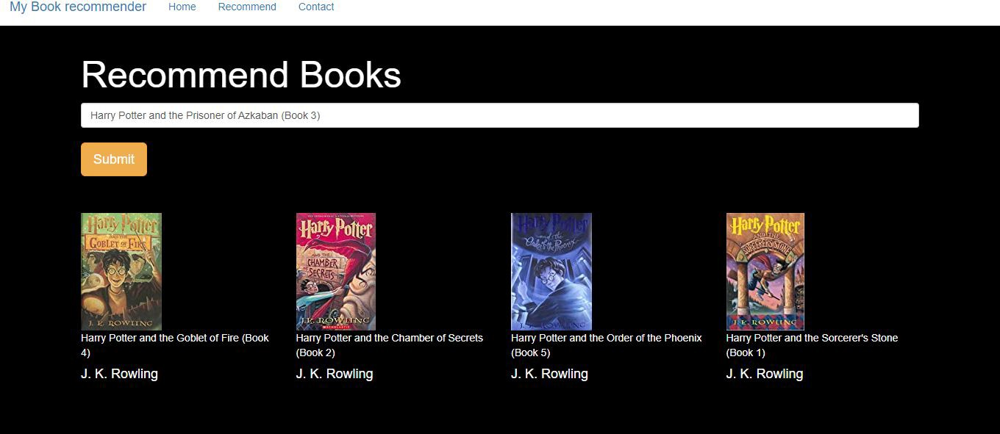 My Book recommender Home Recommend Contact
Recommend Books
Harry Potter and the Prisoner of Azkaban (Book 3)
Submit
Harry Potter
AND THE
GOBLET OF FIRE
J. K. ROWLING
Harry Potter and the Goblet of Fire (Book
4)
J. K. Rowling
Harry Potter
AND THE
CHAMBER
OF SECRETS
J. K. ROWLING
SCHOLASTIC
Harry Potter and the Chamber of Secrets
(Book 2)
J. K. Rowling
Harry Potter
and the
Order of the Phoenix
J. K. ROWLING
Harry Potter and the Order of the Phoenix
(Book 5)
J. K. Rowling
Harry Potter
AND THE
SORCERER'S STONE
J. K. ROWLING
Harry Potter and the Sorcerer's Stone
(Book 1)
J. K. Rowling